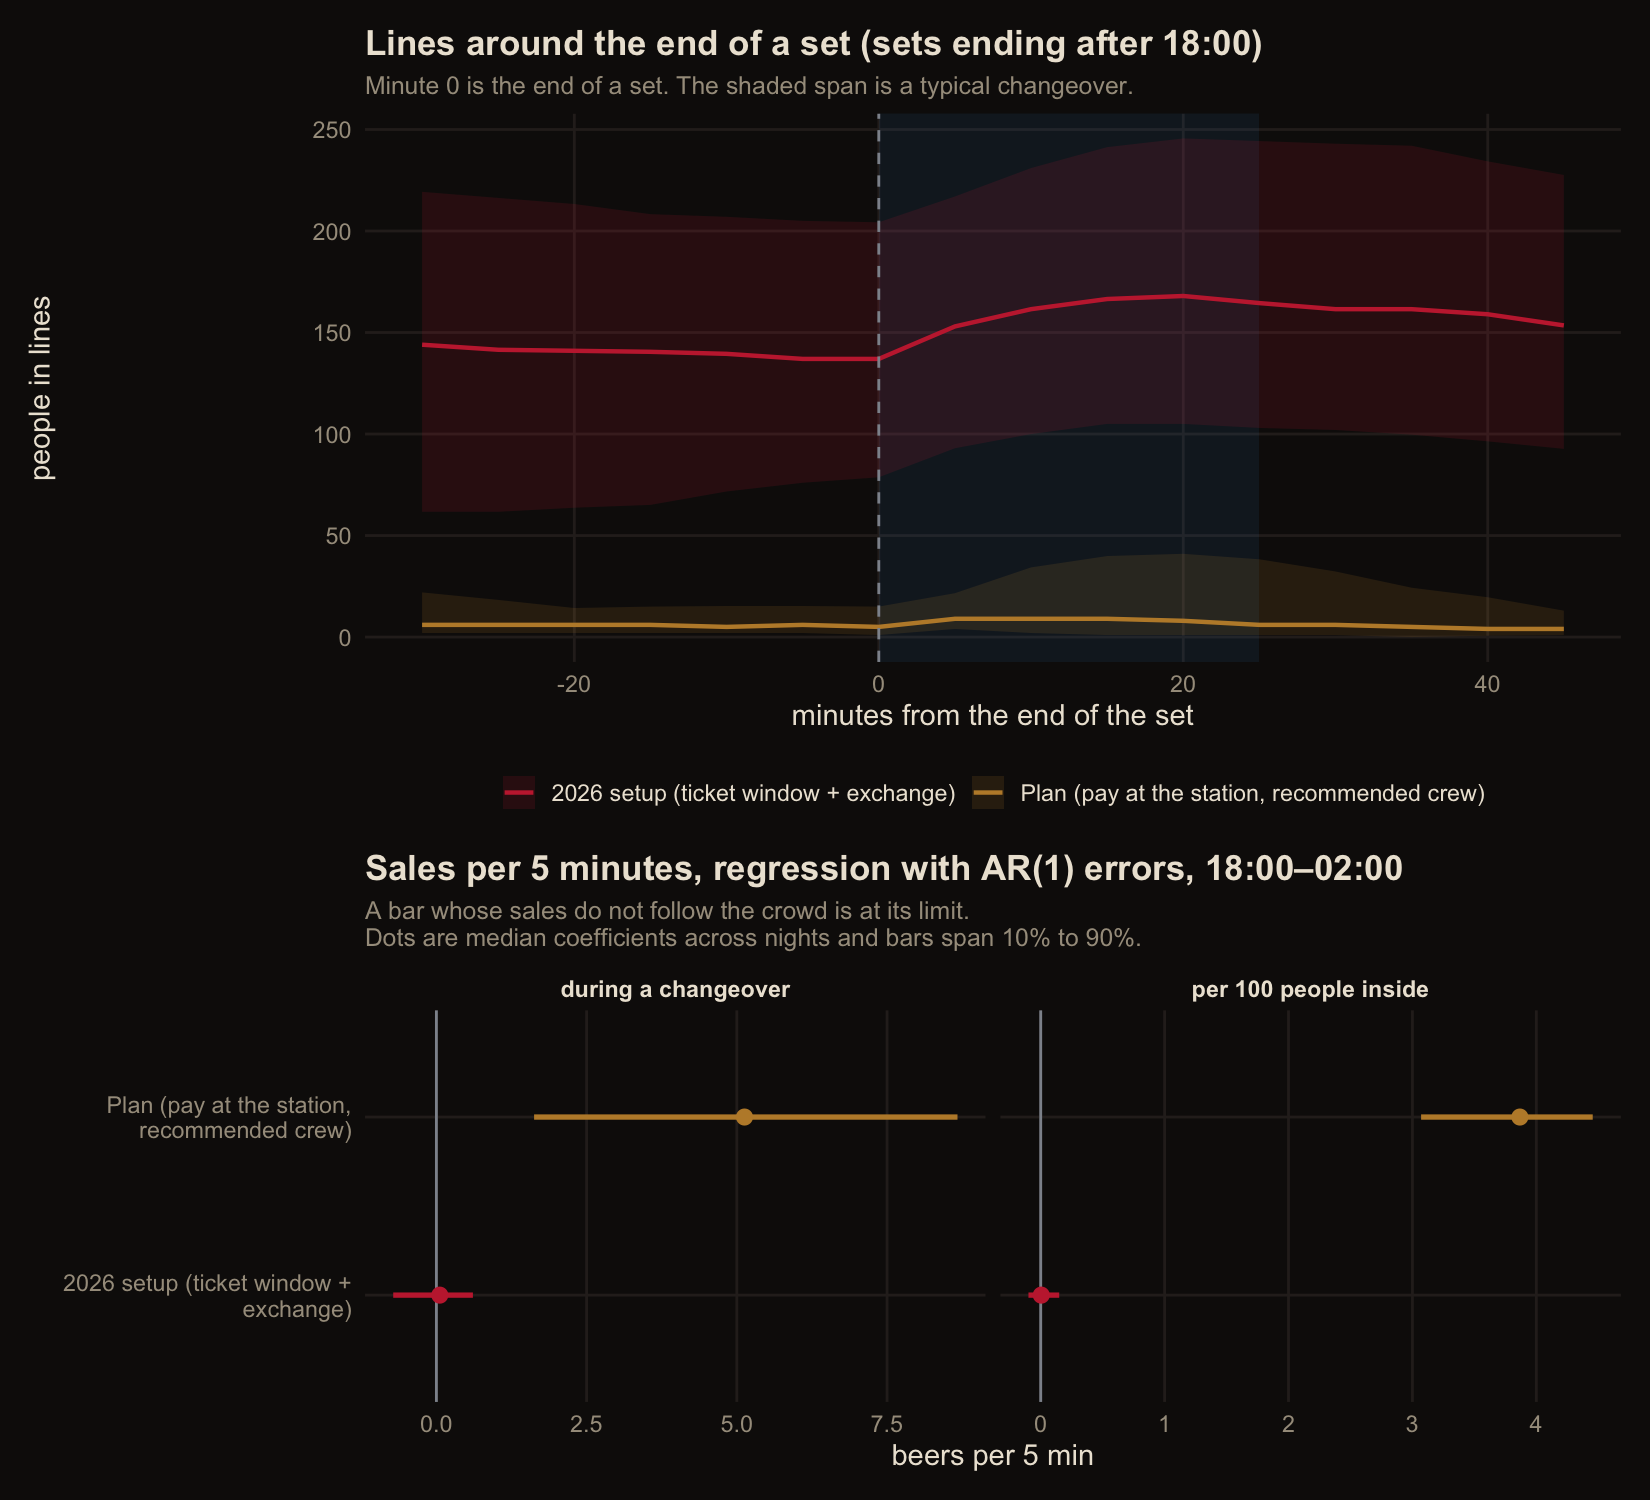 Lines around the end of a set (sets ending after 18:00)
Minute 0 is the end of a set. The shaded span is a typical changeover.
people in lines
250
200
150
100
50
0
-20
0
20
40
minutes from the end of the set
2026 setup (ticket window + exchange)
Plan (pay at the station, recommended crew)
Sales per 5 minutes, regression with AR(1) errors, 18:00–02:00
A bar whose sales do not follow the crowd is at its limit.
Dots are median coefficients across nights and bars span 10% to 90%.
during a changeover
per 100 people inside
Plan (pay at the station,
recommended crew)
2026 setup (ticket window +
exchange)
0.0
2.5
5.0
7.5
0
1
2
3
4
beers per 5 min